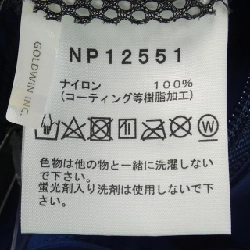 GOLDWIN INC.
NP12551
ナイロン 100%
(コーティング等樹脂加工)
色物は他の物と一緒に洗濯しない
で下さい。
蛍光剤入り洗剤は使用しないで下
さい。